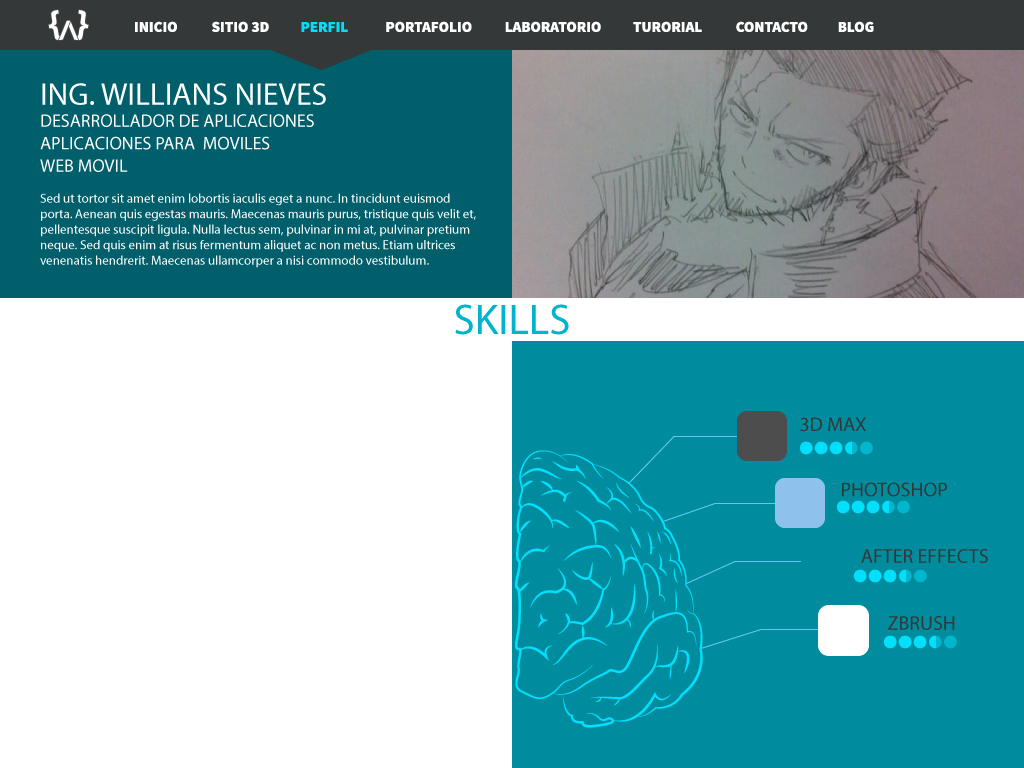 {W}
INICIO SITIO 3D PERFIL PORTAFOLIO LABORATORIO TURORIAL CONTACTO BLOG
ING. WILLIANS NIEVES
DESARROLLADOR DE APLICACIONES
APLICACIONES PARA MOVILES
WEB MOVIL
Sed ut tortor sit amet enim lobortis iaculis eget a nunc. In tincidunt euismod
porta. Aenean quis egestas mauris. Maecenas mauris purus, tristique quis velit et,
pellentesque suscipit ligula. Nulla lectus sem, pulvinar in mi at, pulvinar pretium
neque. Sed quis enim at risus fermentum aliquet ac non metus. Etiam ultrices
venenatis hendrerit. Maecenas ullamcorper a nisi commodo vestibulum.
SKILLS
3D MAX
PHOTOSHOP
AFTER EFFECTS
ZBRUSH